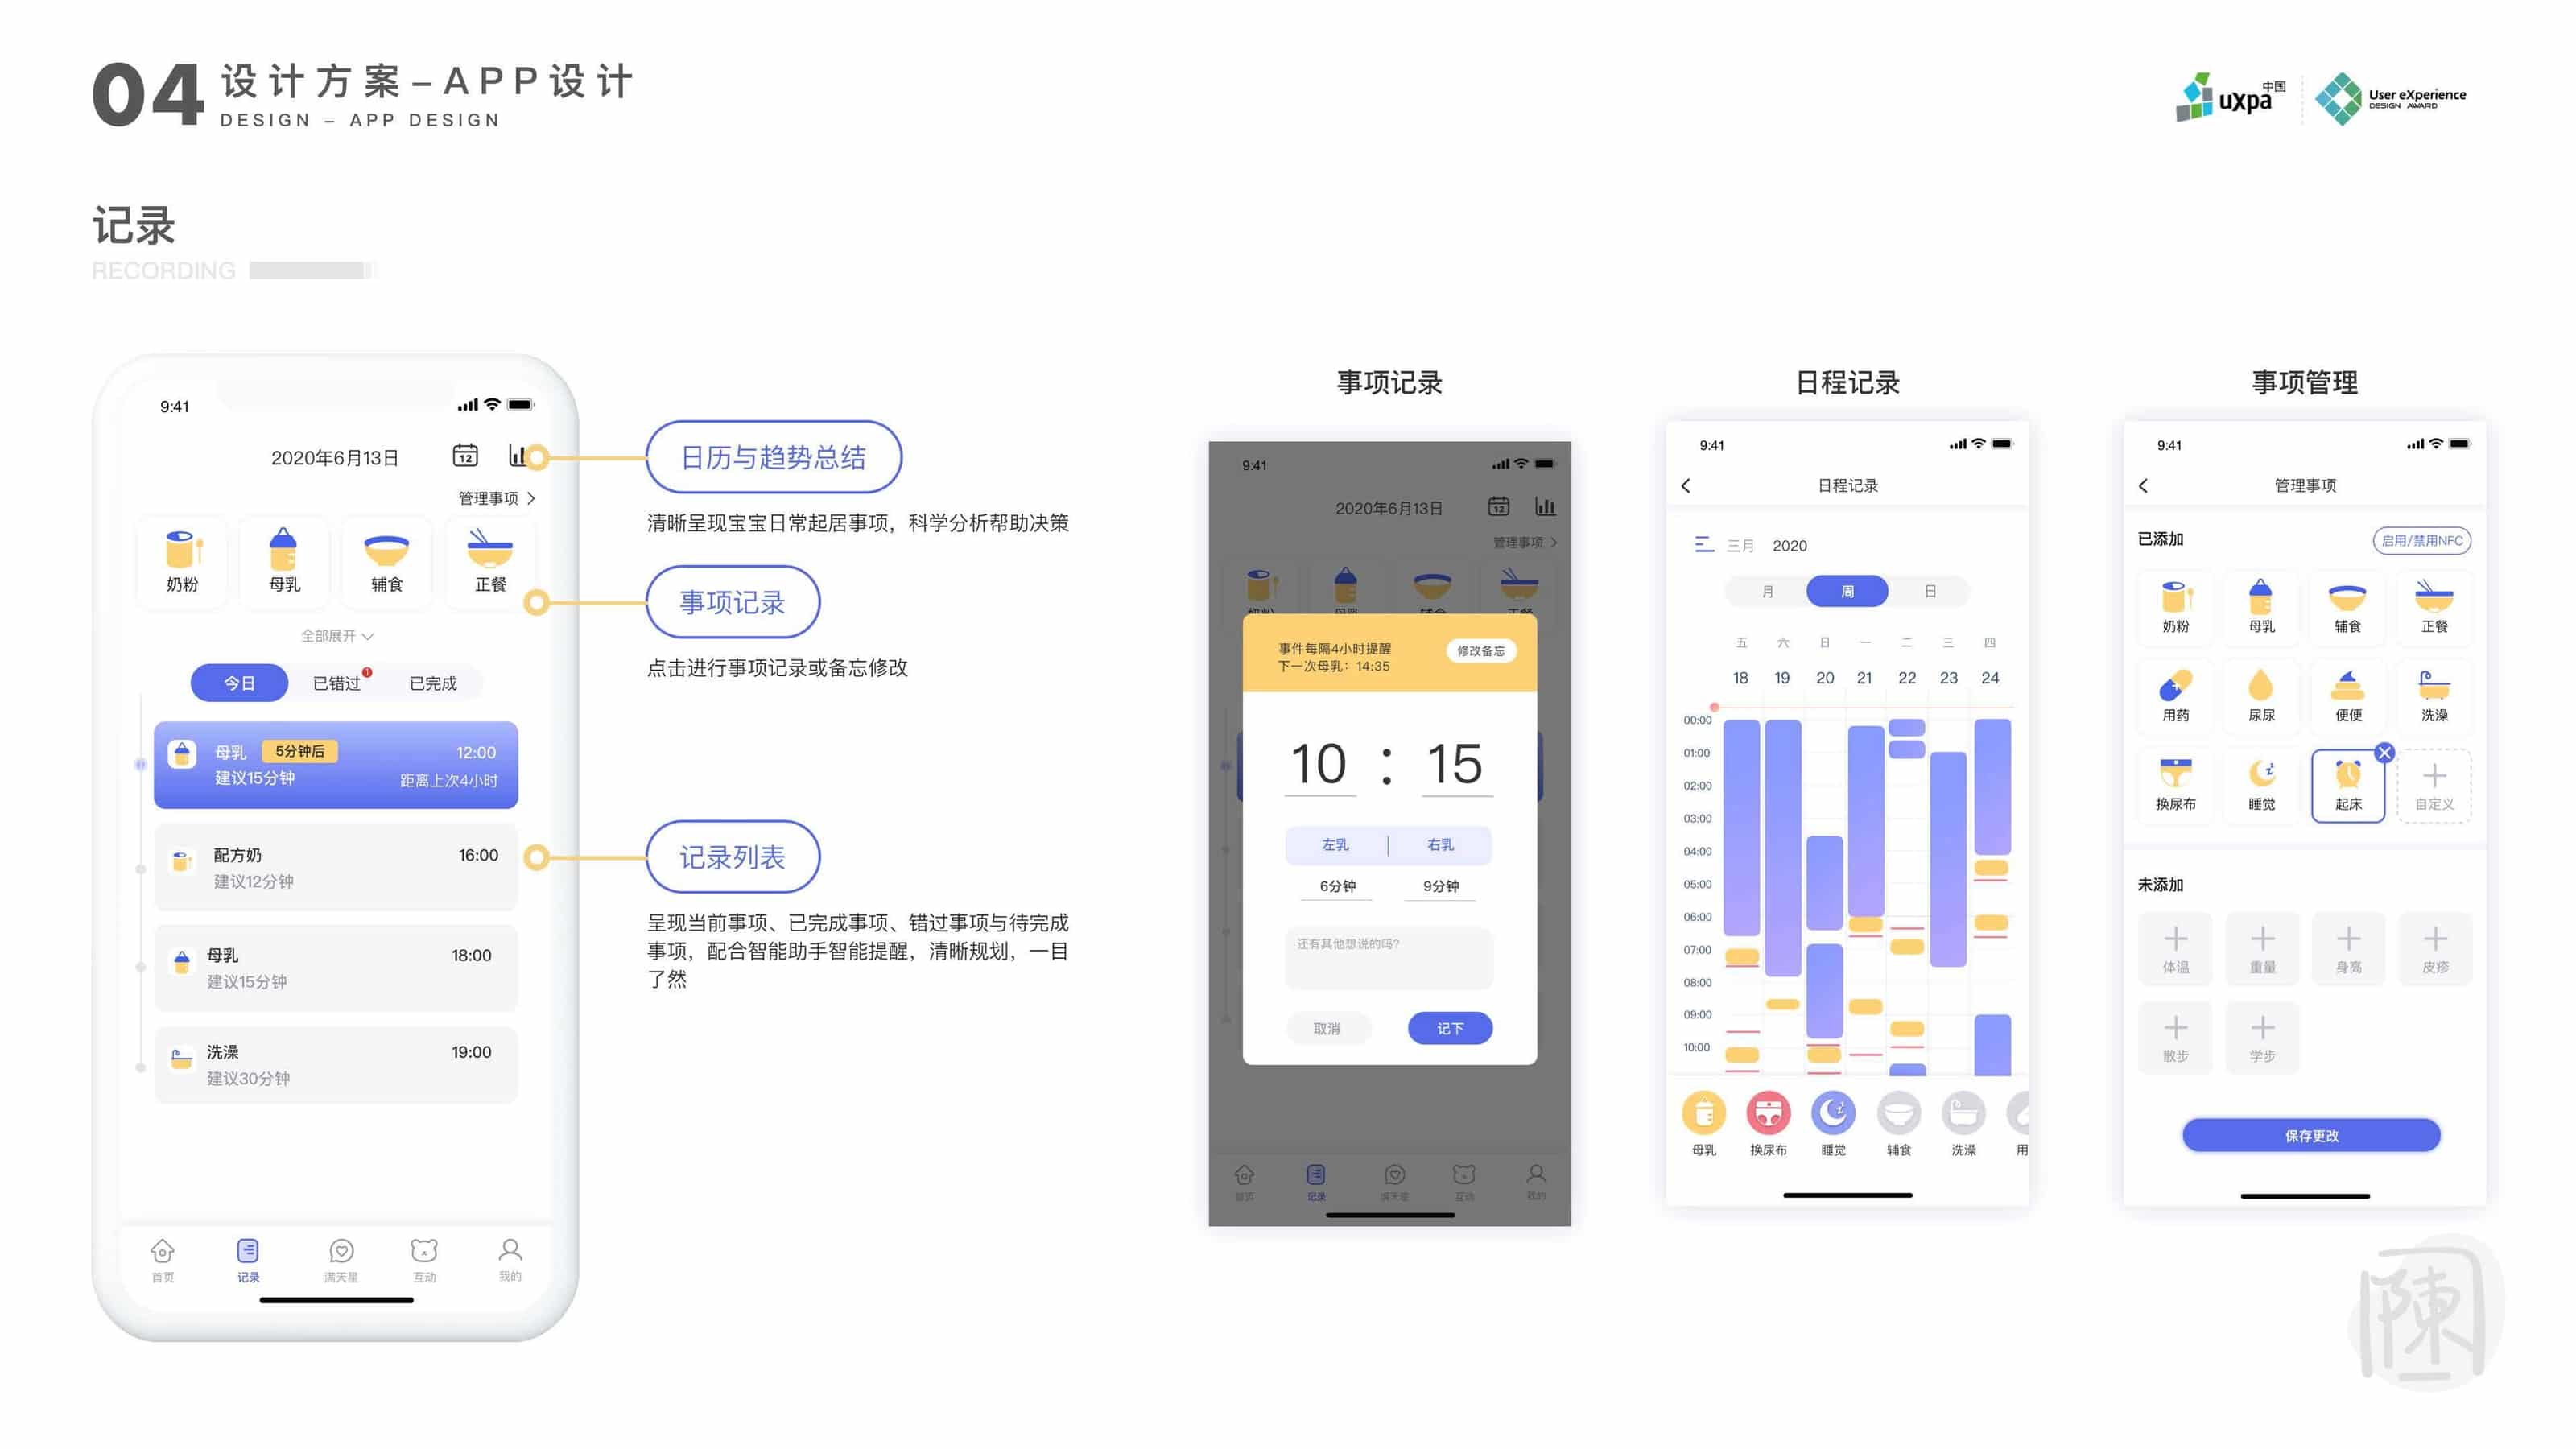 04 设计方案–APP设计
DESIGN – APP DESIGN
uxpa 中国
User eXperience
DESIGN AWARD
记录
RECORDING
9:41
2020年6月13日
12
管理事项
奶粉
母乳
辅食
正餐
全部展开
今日
已错过
1
已完成
母乳 5分钟后 12:00
建议15分钟 距离上次4小时
配方奶 16:00
建议12分钟
母乳 18:00
建议15分钟
洗澡 19:00
建议30分钟
首页
记录
满天星
互动
我的
日历与趋势总结
清晰呈现宝宝日常起居事项，科学分析帮助决策
事项记录
点击进行事项记录或备忘修改
记录列表
呈现当前事项、已完成事项、错过事项与待完成
事项，配合智能助手智能提醒，清晰规划，一目
了然
事项记录
9:41
2020年6月13日
12
管理事项
奶粉
母乳
辅食
正餐
事件每隔4小时提醒
下一次母乳：14:35
修改备忘
10 : 15
左乳 | 右乳
6分钟 9分钟
还有其他想说的吗?
取消
记下
首页
记录
满天星
互动
我的
日程记录
9:41
日程记录
三月 2020
月
周
日
五 六 日 一 二 三 四
18 19 20 21 22 23 24
00:00
01:00
02:00
03:00
04:00
05:00
06:00
07:00
08:00
09:00
10:00
母乳
换尿布
睡觉
辅食
洗澡
用
事项管理
9:41
管理事项
已添加
启用/禁用NFC
奶粉
母乳
辅食
正餐
用药
尿尿
便便
洗澡
换尿布
睡觉
起床
自定义
未添加
体温
重量
身高
皮疹
散步
学步
保存更改
陳